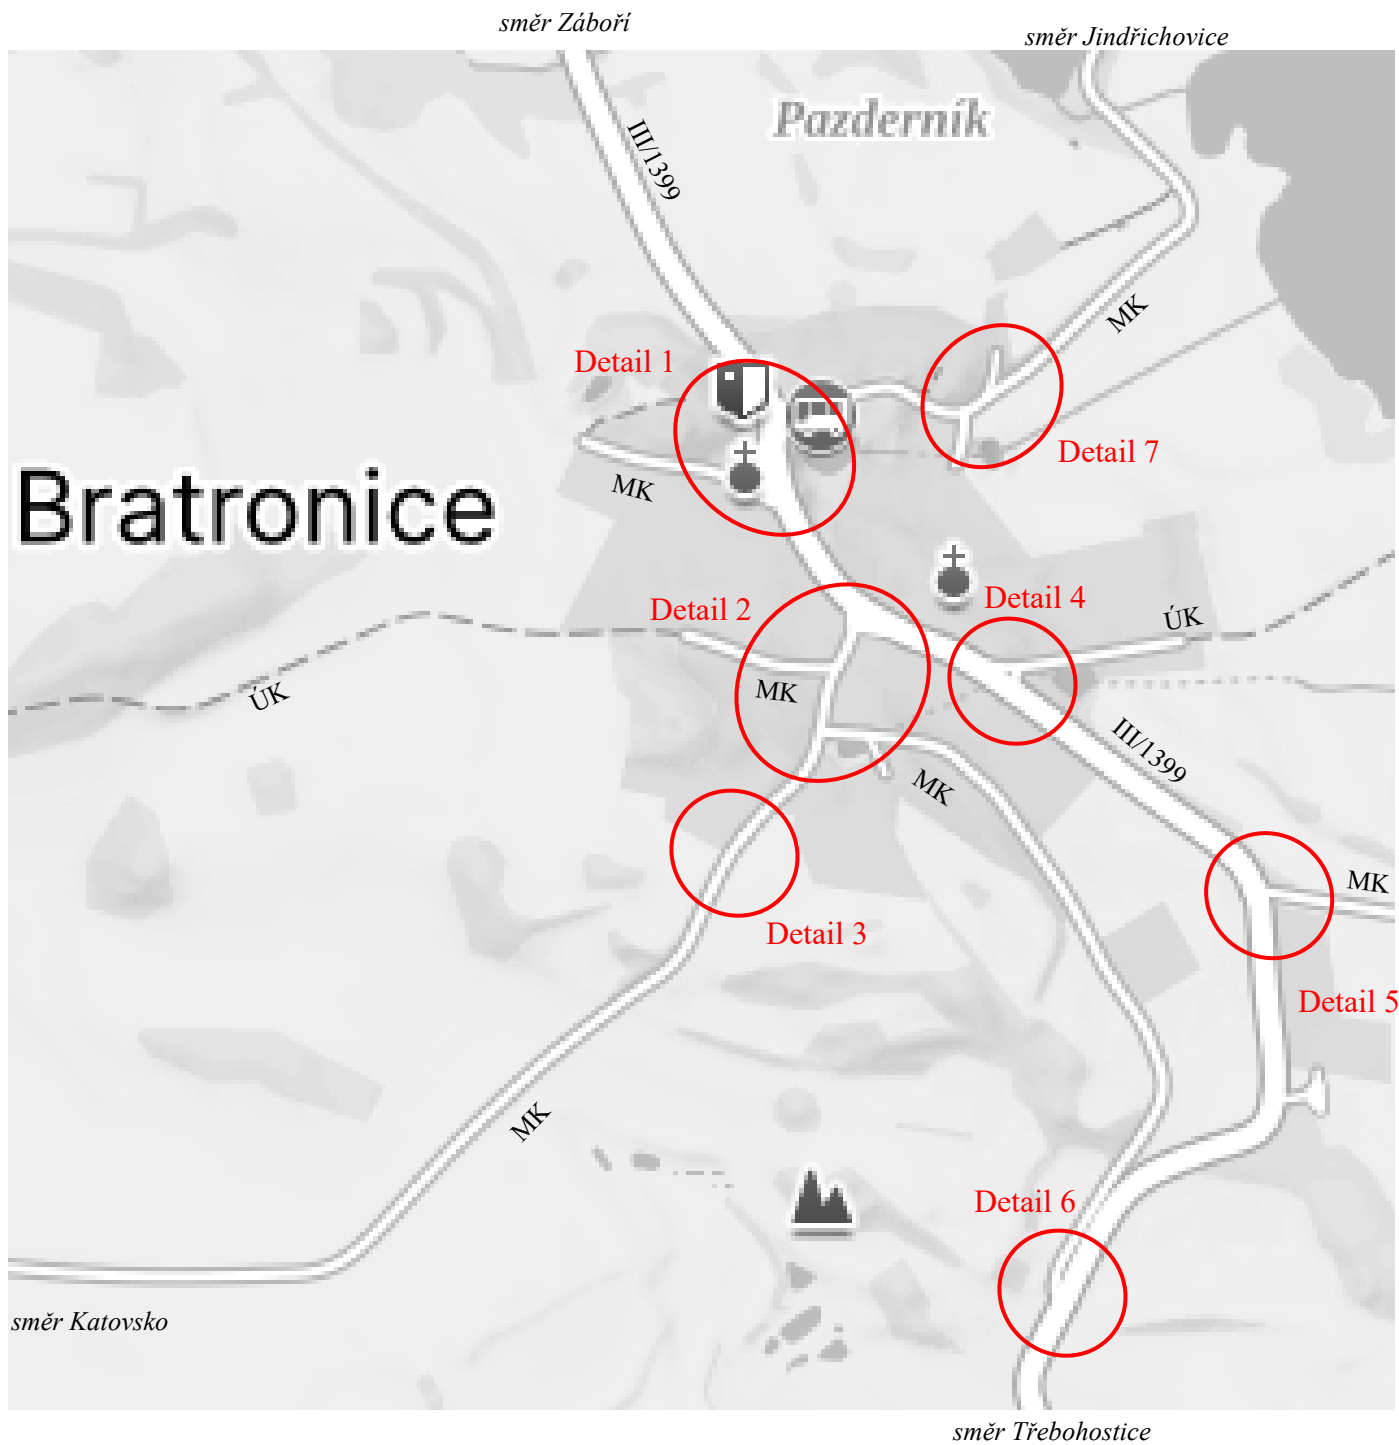 směr Záboří
směr Jindřichovice
Pazderník
III/1399
MK
Detail 1
Detail 7
MK
Bratronice
Detail 2
Detail 4
ÚK
MK
ÚK
III/1399
MK
MK
Detail 3
Detail 5
MK
Detail 6
směr Katovsko
směr Třebohostice